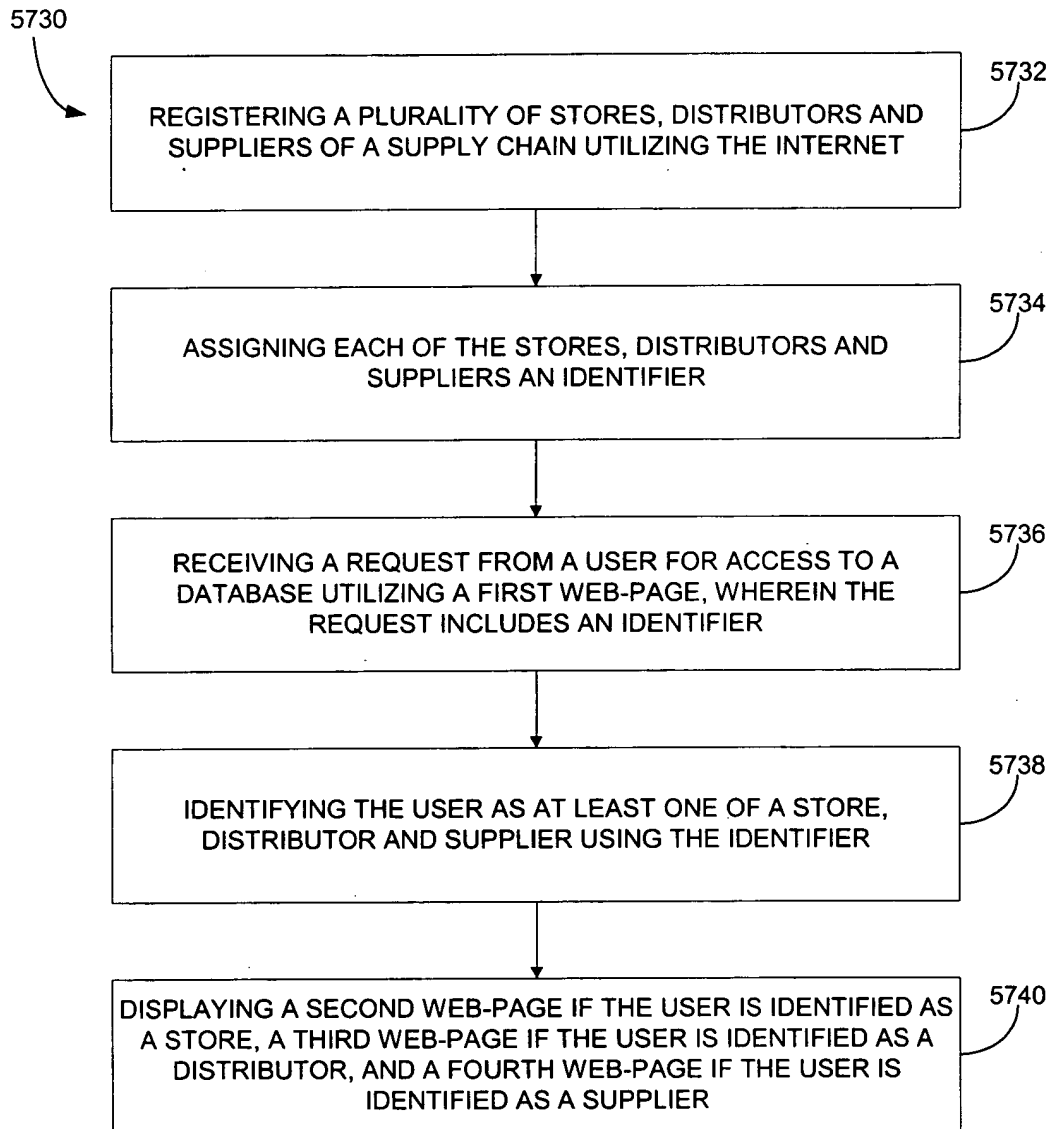 5730
5732
REGISTERING A PLURALITY OF STORES, DISTRIBUTORS AND
SUPPLIERS OF A SUPPLY CHAIN UTILIZING THE INTERNET
5734
ASSIGNING EACH OF THE STORES, DISTRIBUTORS AND
SUPPLIERS AN IDENTIFIER
5736
RECEIVING A REQUEST FROM A USER FOR ACCESS TO A
DATABASE UTILIZING A FIRST WEB-PAGE, WHEREIN THE
REQUEST INCLUDES AN IDENTIFIER
5738
IDENTIFYING THE USER AS AT LEAST ONE OF A STORE,
DISTRIBUTOR AND SUPPLIER USING THE IDENTIFIER
5740
DISPLAYING A SECOND WEB-PAGE IF THE USER IS IDENTIFIED AS
A STORE, A THIRD WEB-PAGE IF THE USER IS IDENTIFIED AS A
DISTRIBUTOR, AND A FOURTH WEB-PAGE IF THE USER IS
IDENTIFIED AS A SUPPLIER